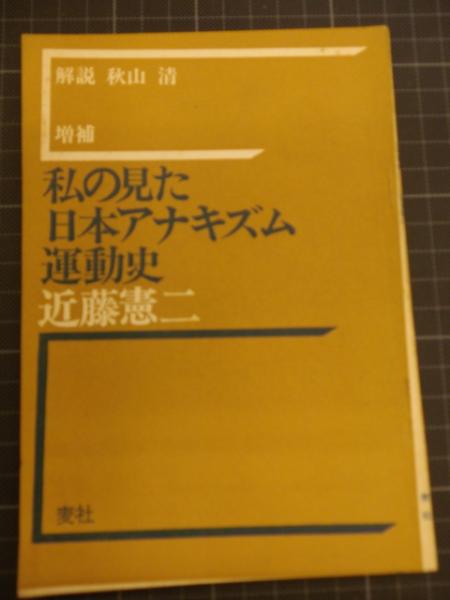 解説 秋山 清
増補
私の見た
日本アナキズム
運動史
近藤憲二
麦社